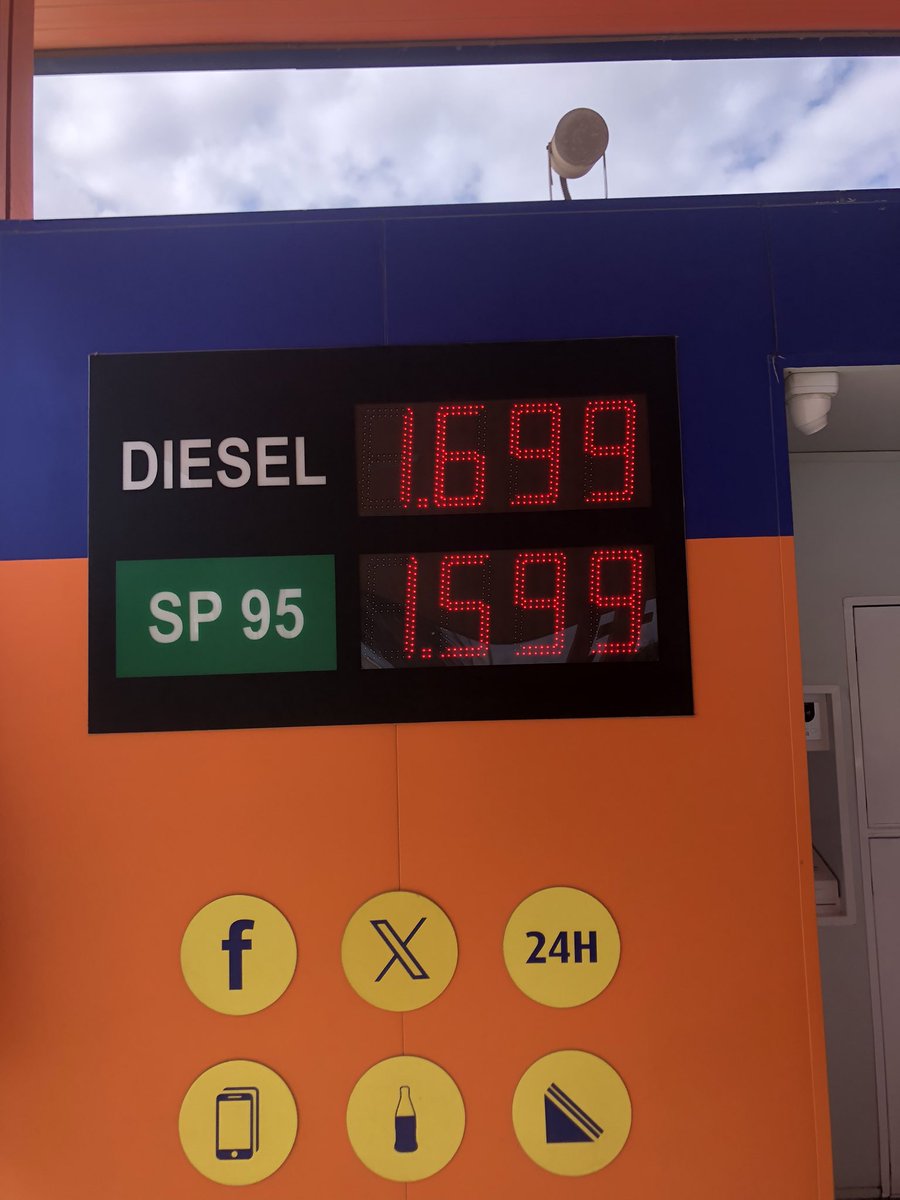 DIESEL 1.699
SP 95 1.599
f X 24H